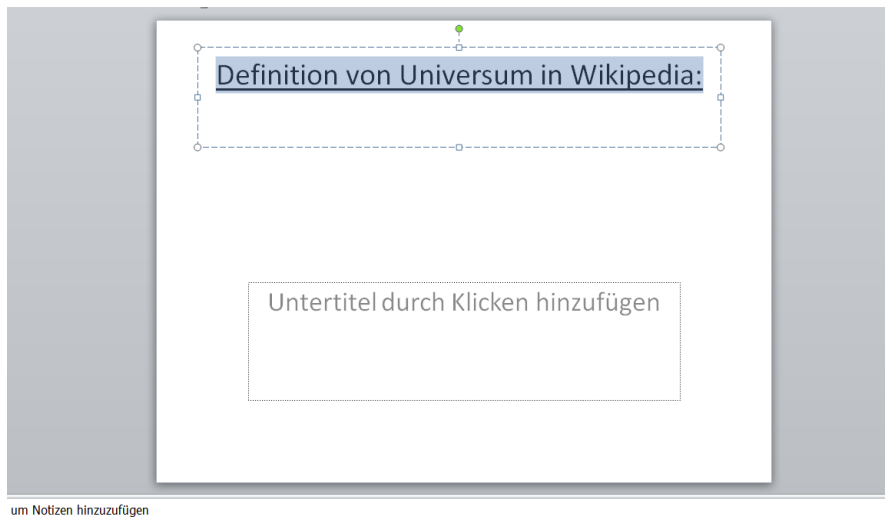 Definition von Universum in Wikipedia:
Untertitel durch Klicken hinzufügen
um Notizen hinzuzufügen